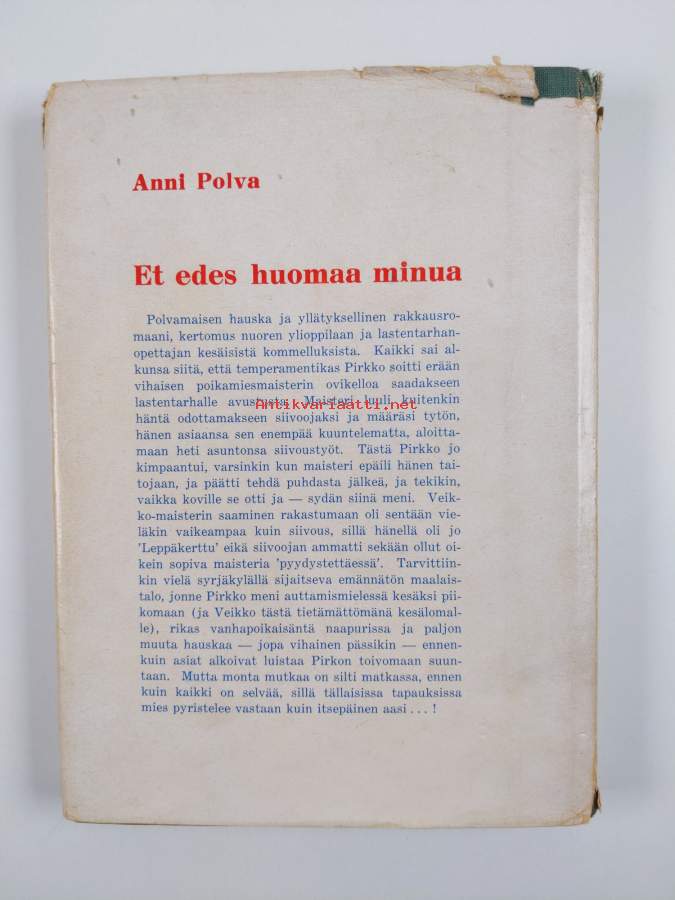 Anni Polva
Et edes huomaa minua
Polvamaisen hauska ja yllätyksellinen rakkausro-
maani, kertomus nuoren ylioppilaan ja lastentarhan-
opettajan kesäisistä kommelluksista. Kaikki sai al-
kunsa siitä, että temperamentikas Pirkko soitti erään
vihaisen poikamiesmaisterin ovikelloa saadakseen
lastentarhalle avustusta. Maisteri luuli kuitenkin
Antikvariaatti.net
häntä odottamakseen siivoojaksi ja määräsi tytön,
hänen asiaansa sen enempää kuuntelematta, aloitta-
maan heti asuntonsa siivoustyöt. Tästä Pirkko jo
kimpaantui, varsinkin kun maisteri epäili hänen tai-
tojaan, ja päätti tehdä puhdasta jälkeä, ja tekikin,
vaikka koville se otti ja — sydän siinä meni. Veik-
ko-maisterin saaminen rakastumaan oli sentään vie-
läkin vaikeampaa kuin siivous, sillä hänellä oli jo
'Leppäkerttu' eikä siivoojan ammatti sekään ollut oi-
kein sopiva maisteria 'pyydystettäessä'. Tarvittiin-
kin vielä syrjäkylällä sijaitseva emännätön maalais-
talo, jonne Pirkko meni auttamismielessä kesäksi pii-
komaan (ja Veikko tästä tietämättömänä kesälomal-
le), rikas vanhapoikaisäntä naapurissa ja paljon
muuta hauskaa — jopa vihainen pässikin — ennen-
kuin asiat alkoivat luistaa Pirkon toivomaan suun-
taan. Mutta monta mutkaa on silti matkassa, ennen
kuin kaikki on selvää, sillä tällaisissa tapauksissa
mies pyristelee vastaan kuin itsepäinen aasi . . . !